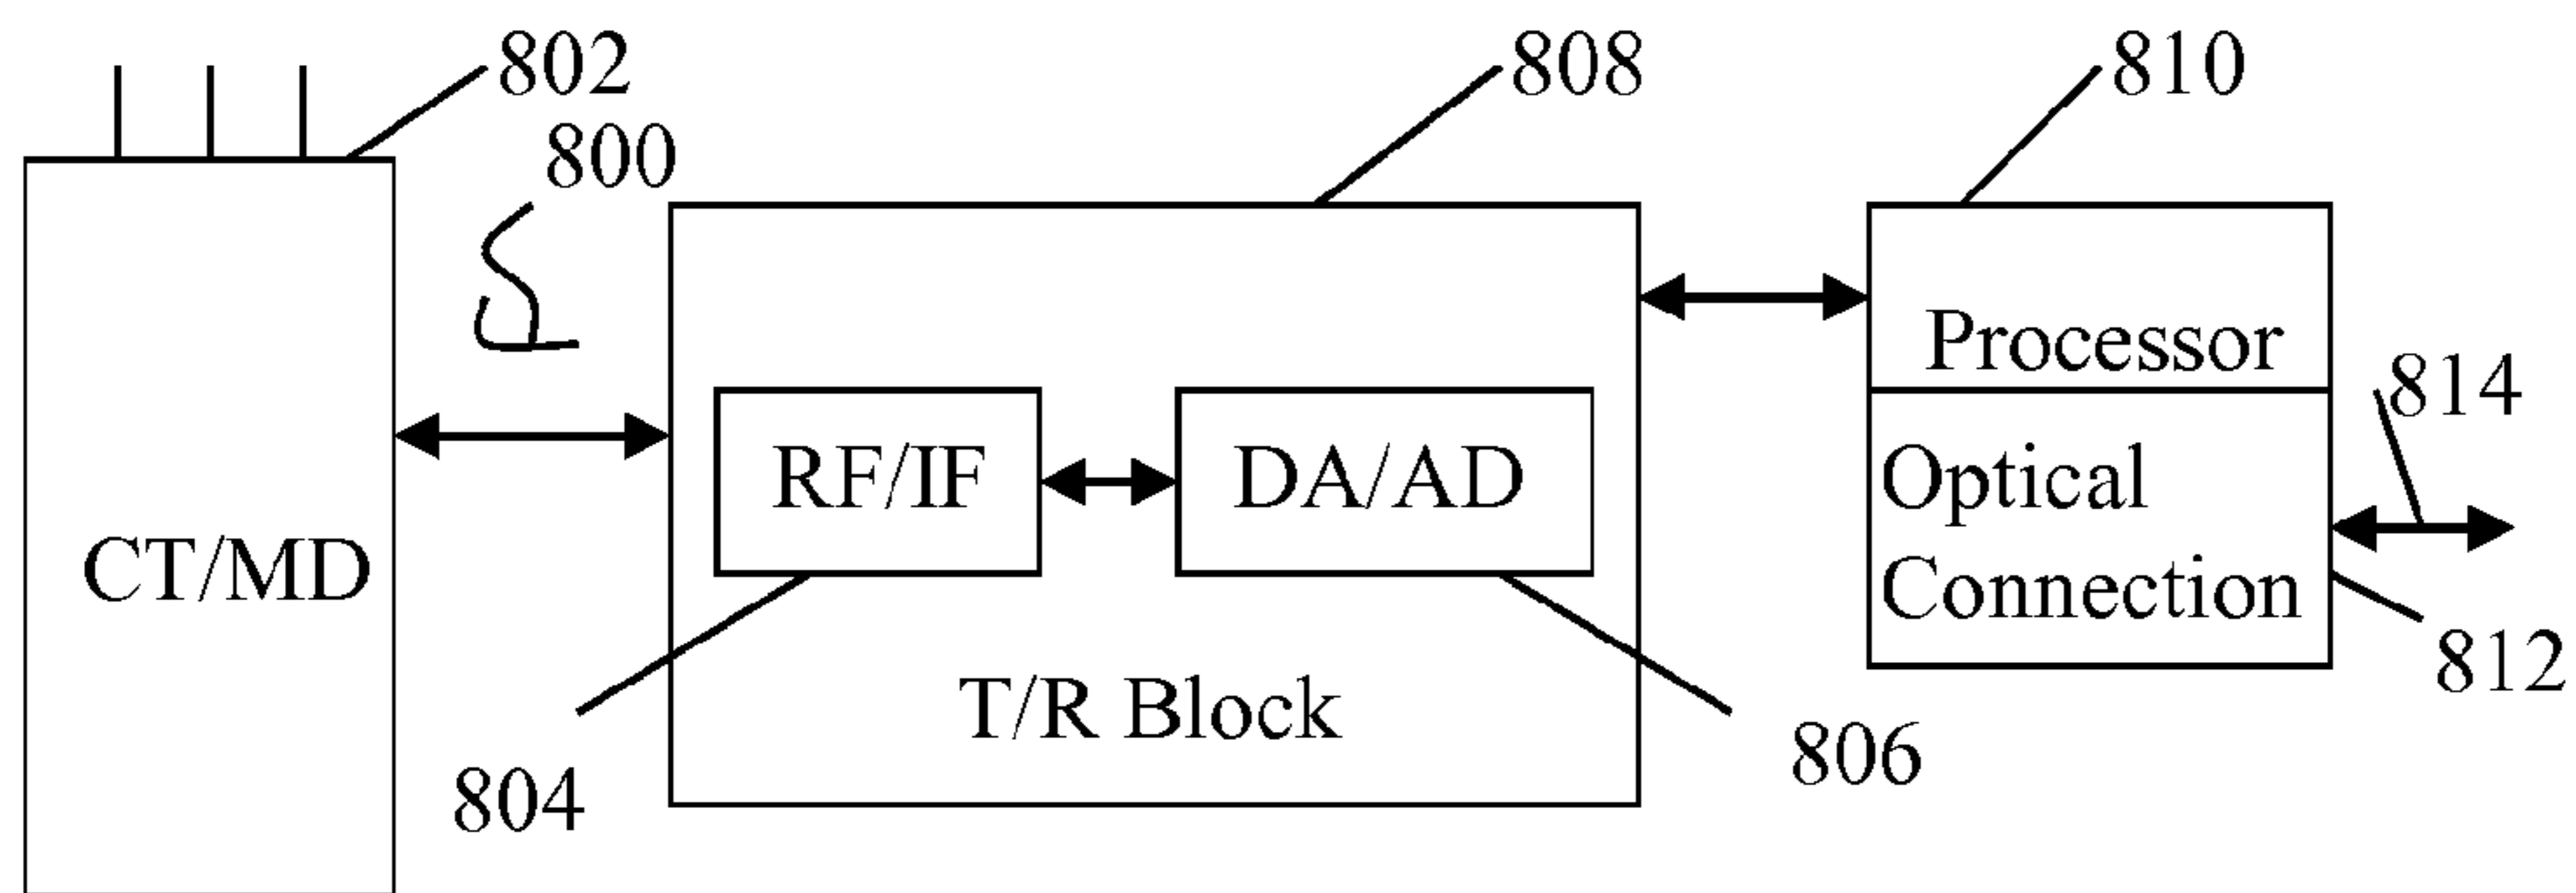 802
808
810
800
Processor
814
RF/IF
DA/AD
Optical
Connection
CT/MD
812
T/R Block
804
806